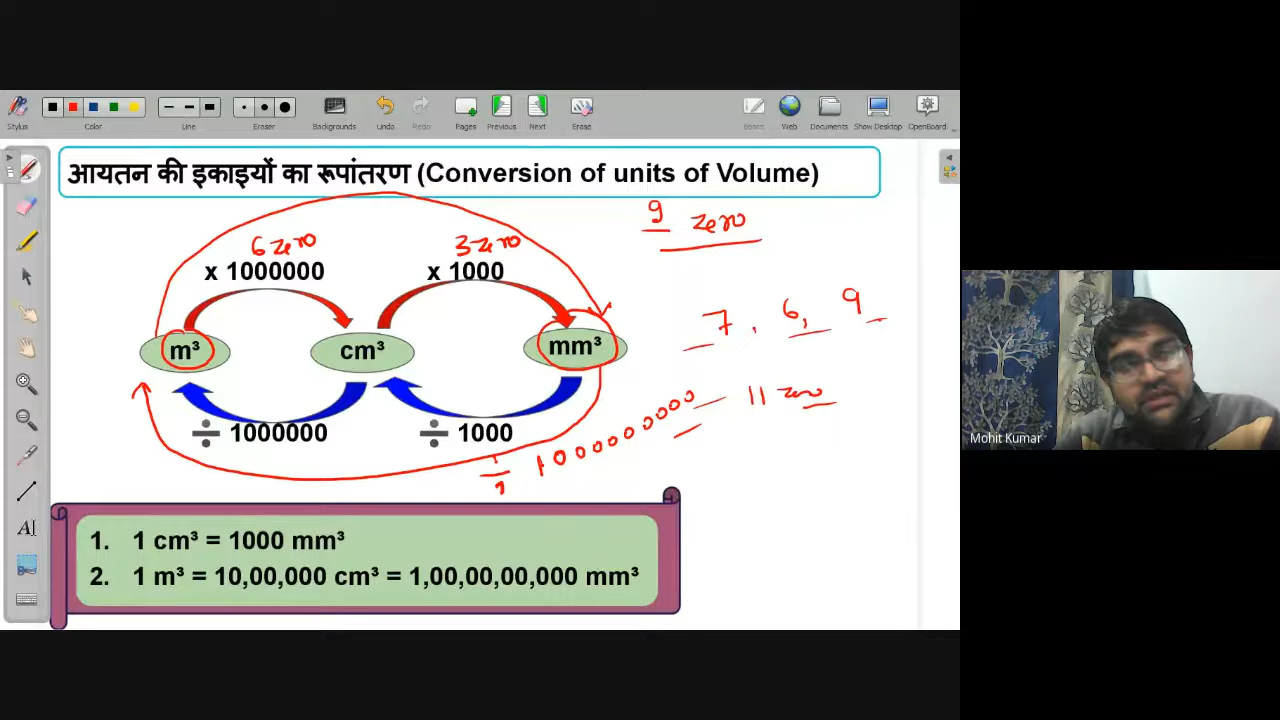 Stylus Color Line Eraser Backgrounds Undo Redo Pages Previous Next Erase Board Web Documents Show Desktop OpenBoard
आयतन की इकाइयों का रूपांतरण (Conversion of units of Volume)
9 zero
6 zero 3 zero
x 1000000 x 1000
7, 6, 9
m³ cm³ mm³
11 zero
÷ 1000000 ÷ 1000
Mohit Kumar
1. 1 cm³ = 1000 mm³
2. 1 m³ = 10,00,000 cm³ = 1,00,00,00,000 mm³